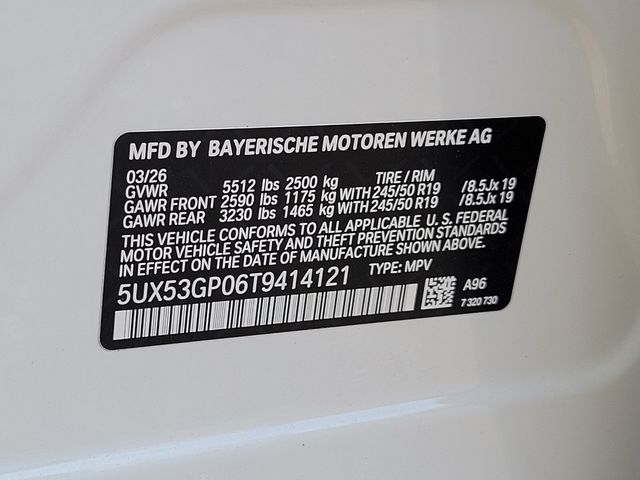 MFD BY BAYERISCHE MOTOREN WERKE AG
03/26 TIRE / RIM
GVWR 5512 lbs 2500 kg
GAWR FRONT 2590 lbs 1175 kg WITH 245/50 R19 /8.5Jx 19
GAWR REAR 3230 lbs 1465 kg WITH 245/50 R19 /8.5Jx 19
THIS VEHICLE CONFORMS TO ALL APPLICABLE U. S. FEDERAL
MOTOR VEHICLE SAFETY AND THEFT PREVENTION STANDARDS
IN EFFECT ON THE DATE OF MANUFACTURE SHOWN ABOVE.
5UX53GP06T9414121 TYPE: MPV
A96
7 320 730